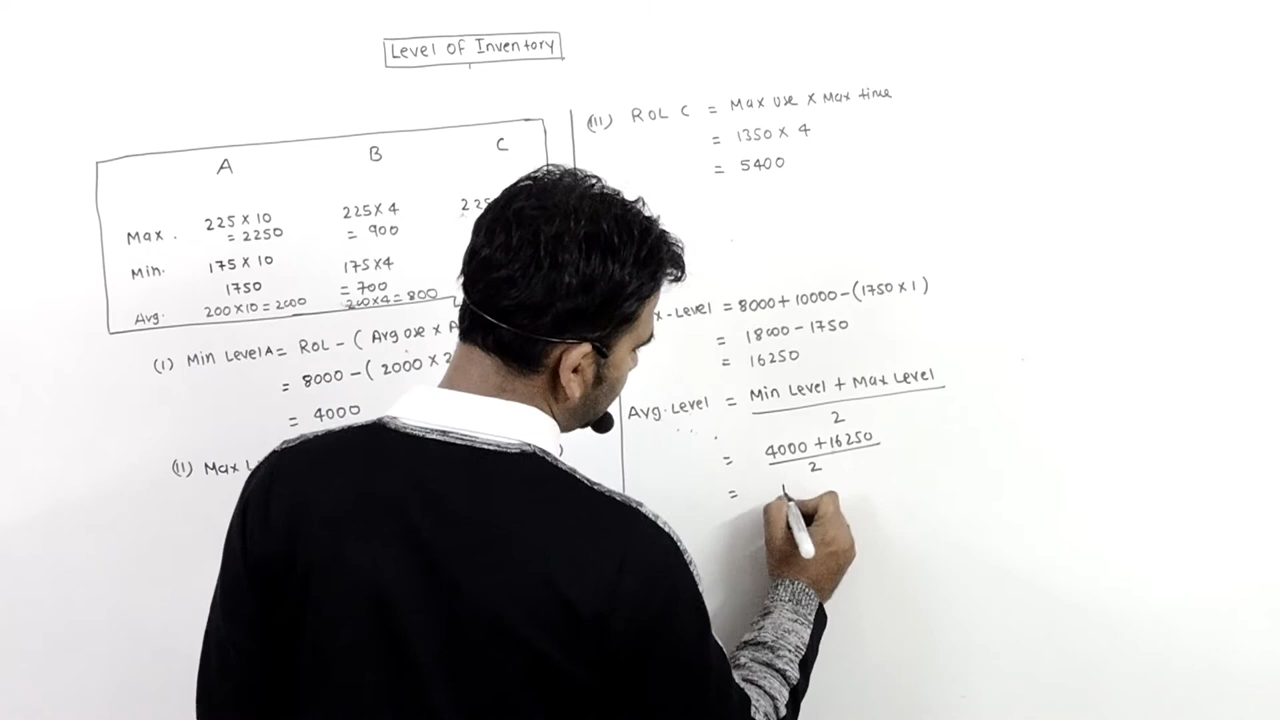 Level of Inventory
A B C
Max. 225 X 10 225 X 4 225
= 2250 = 900
Min. 175 X 10 175 X 4
1750 = 700
Avg. 200 X 10 = 2000 200 X 4 = 800
(I) Min Level A = ROL - ( Avg use X A
= 8000 - ( 2000 X 2
= 4000
(II) Max L
(III) ROL C = Max use X Max time
= 1350 X 4
= 5400
x - Level = 8000 + 10000 - (1750 X 1)
= 18000 - 1750
= 16250
Avg. Level = Min Level + Max Level
2
= 4000 + 16250
2
=